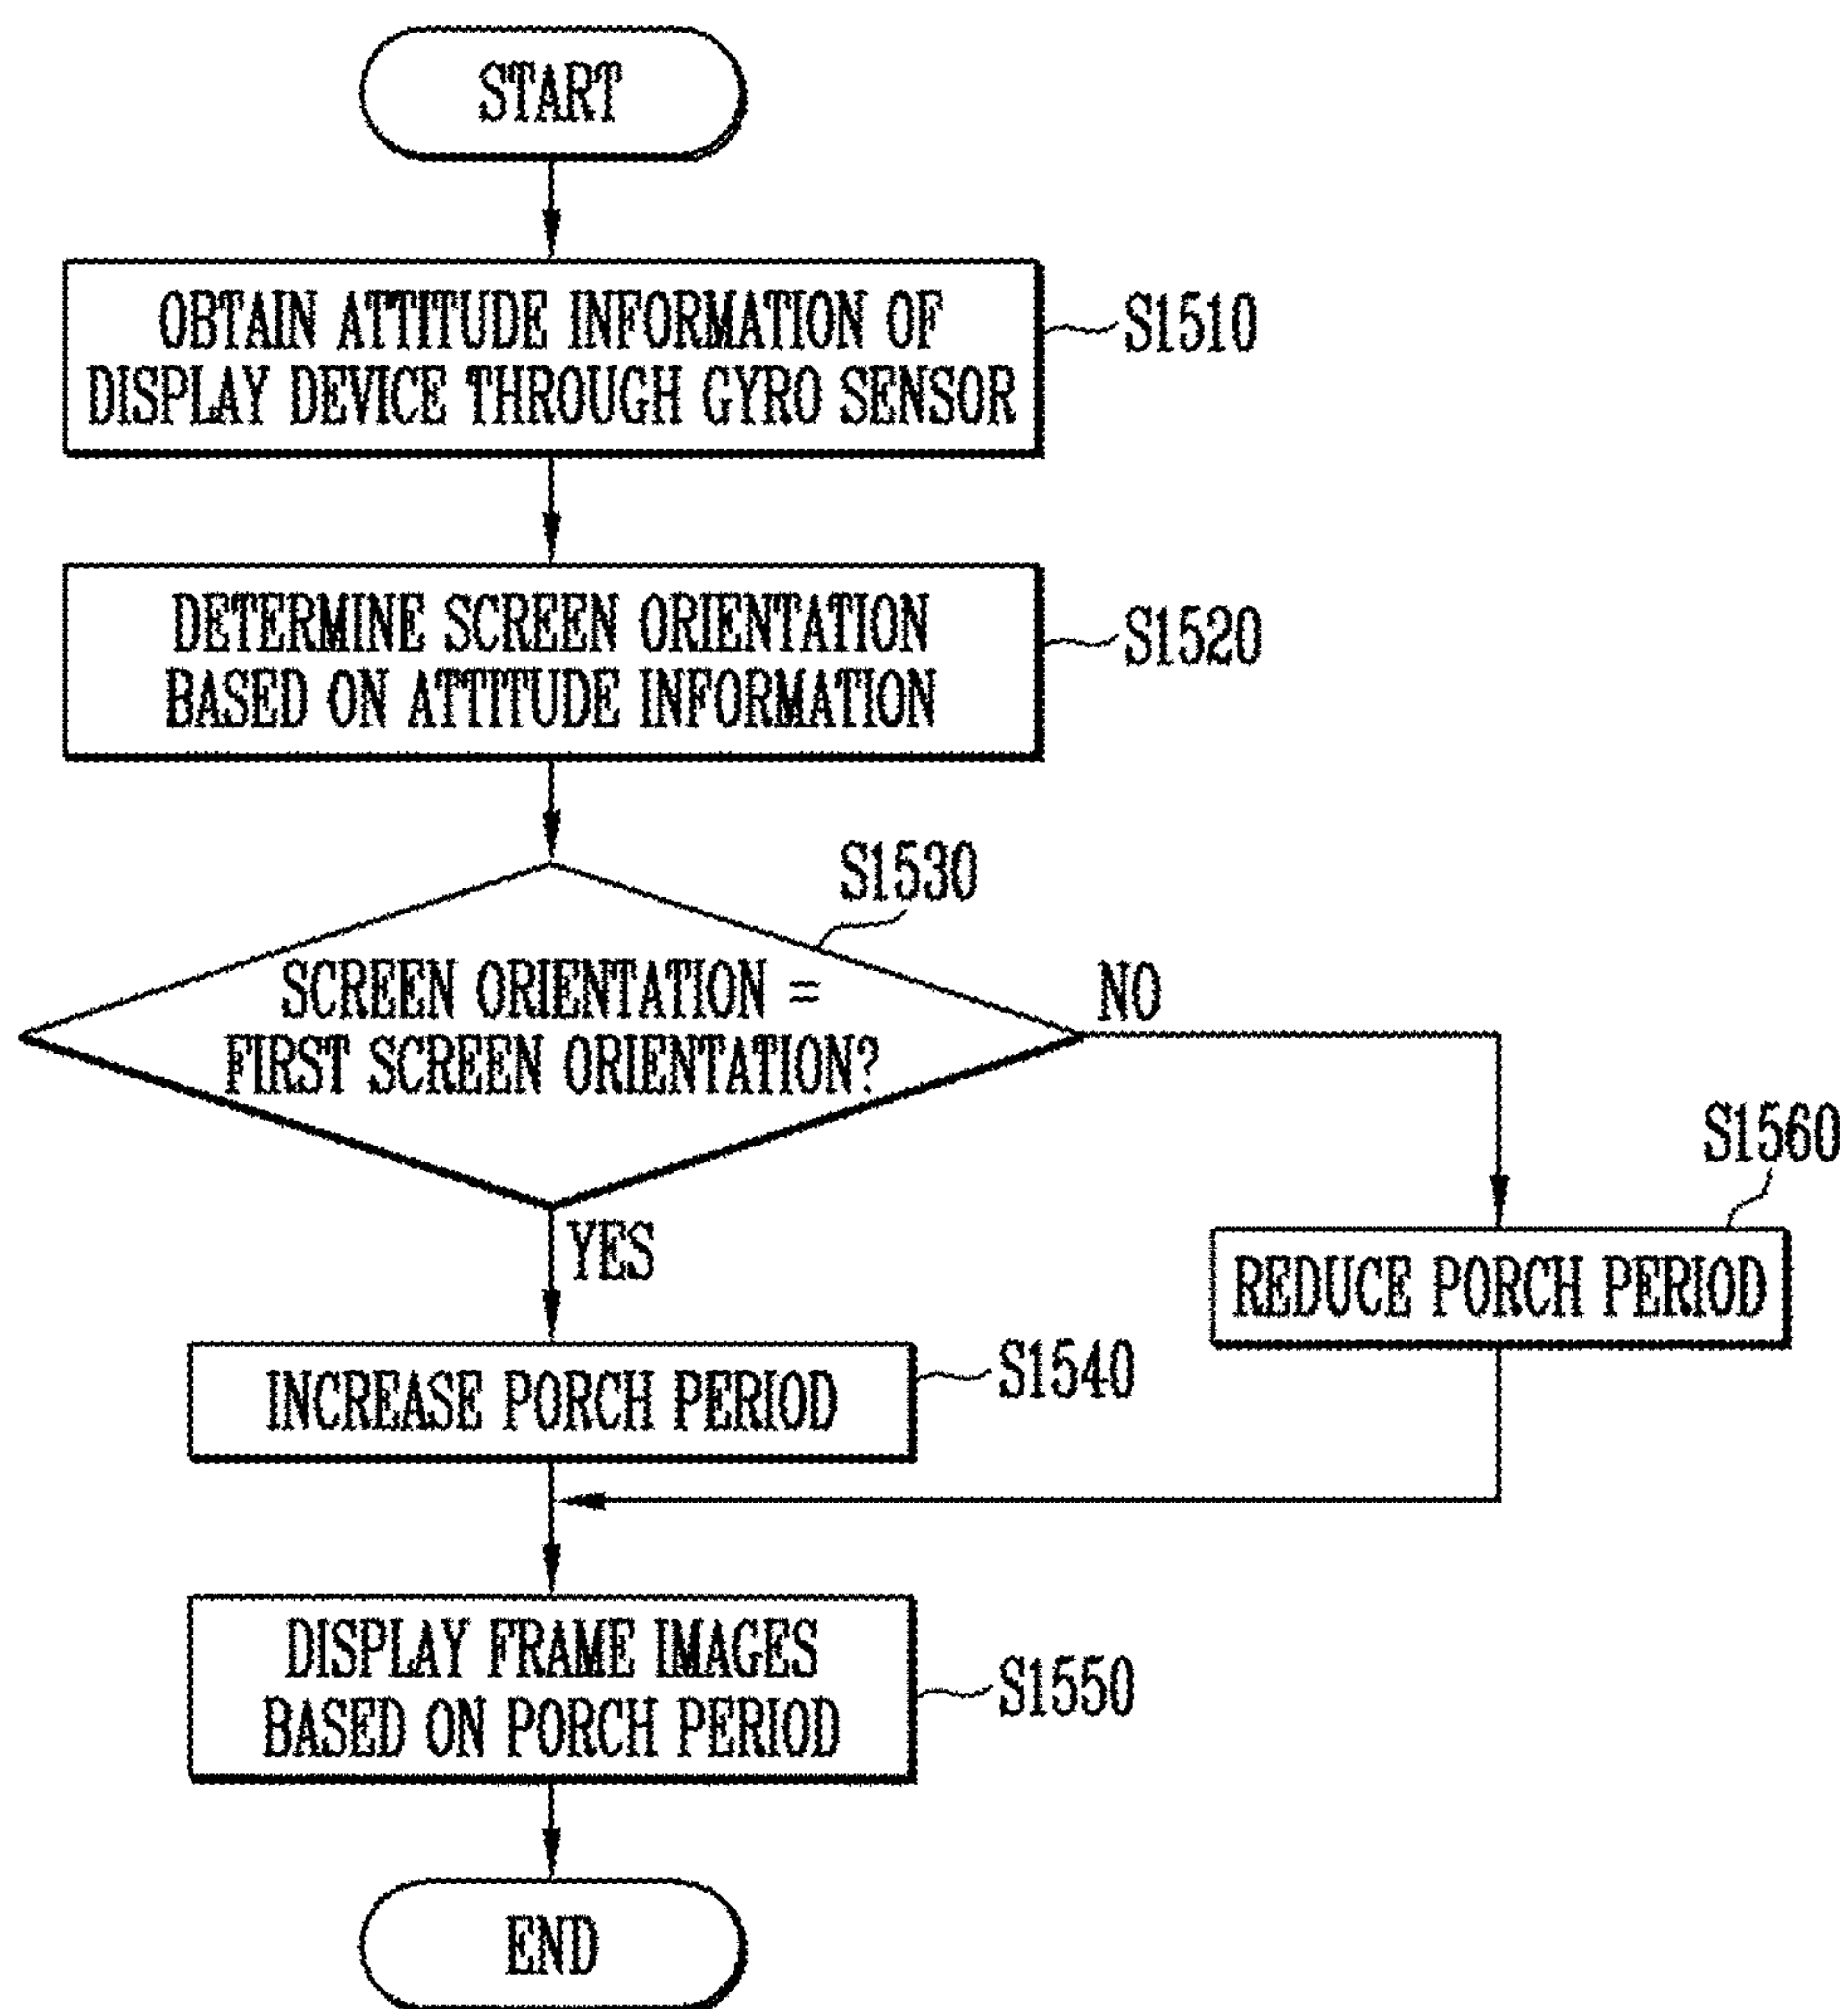 START
OBTAIN ATTITUDE INFORMATION OF
DISPLAY DEVICE THROUGH GYRO SENSOR
S1510
DETERMINE SCREEN ORIENTATION
BASED ON ATTITUDE INFORMATION
S1520
S1530
SCREEN ORIENTATION =
FIRST SCREEN ORIENTATION?
NO
YES
S1560
REDUCE PORCH PERIOD
INCREASE PORCH PERIOD
S1540
DISPLAY FRAME IMAGES
BASED ON PORCH PERIOD
S1550
END